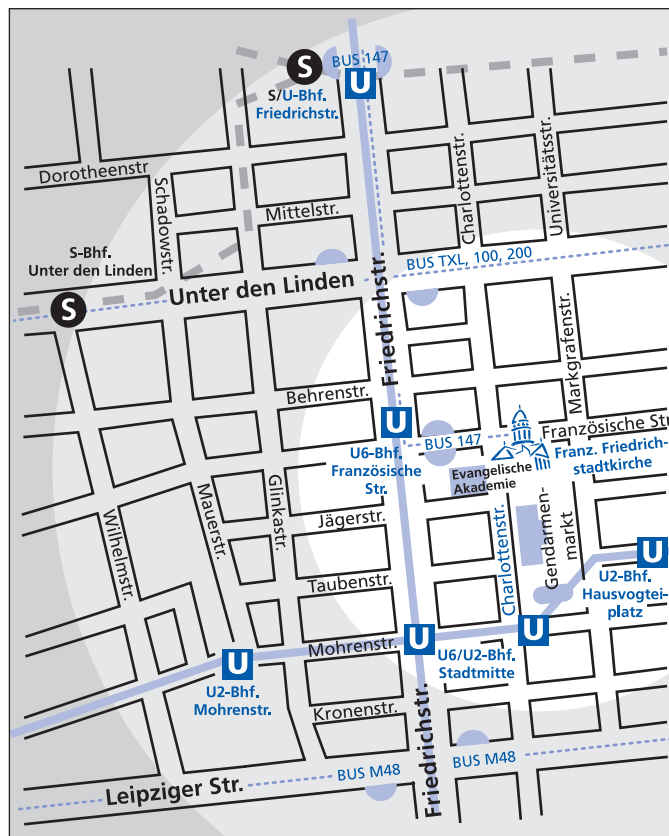 BUS 147
S
U
S/U-Bhf.
Friedrichstr.
Dorotheenstr
Schadowstr.
Mittelstr.
Charlottenstr.
Universitätsstr.
S-Bhf.
Unter den Linden
S
Unter den Linden
BUS TXL, 100, 200
Friedrichstr.
Markgrafenstr.
Behrenstr.
U
BUS 147
Französische Str
U6-Bhf.
Französische
Str.
Evangelische
Akademie
Franz. Friedrich-
stadtkirche
Glinkastr.
Mauerstr.
Wilhelmstr.
Jägerstr.
Charlottenstr.
Gendarmen-
markt
U
Taubenstr.
U2-Bhf.
Hausvogtei-
platz
Mohrenstr.
U
U
U
U2-Bhf.
Mohrenstr.
U6/U2-Bhf.
Stadtmitte
Kronenstr.
Friedrichstr.
BUS M48
BUS M48
Leipziger Str.